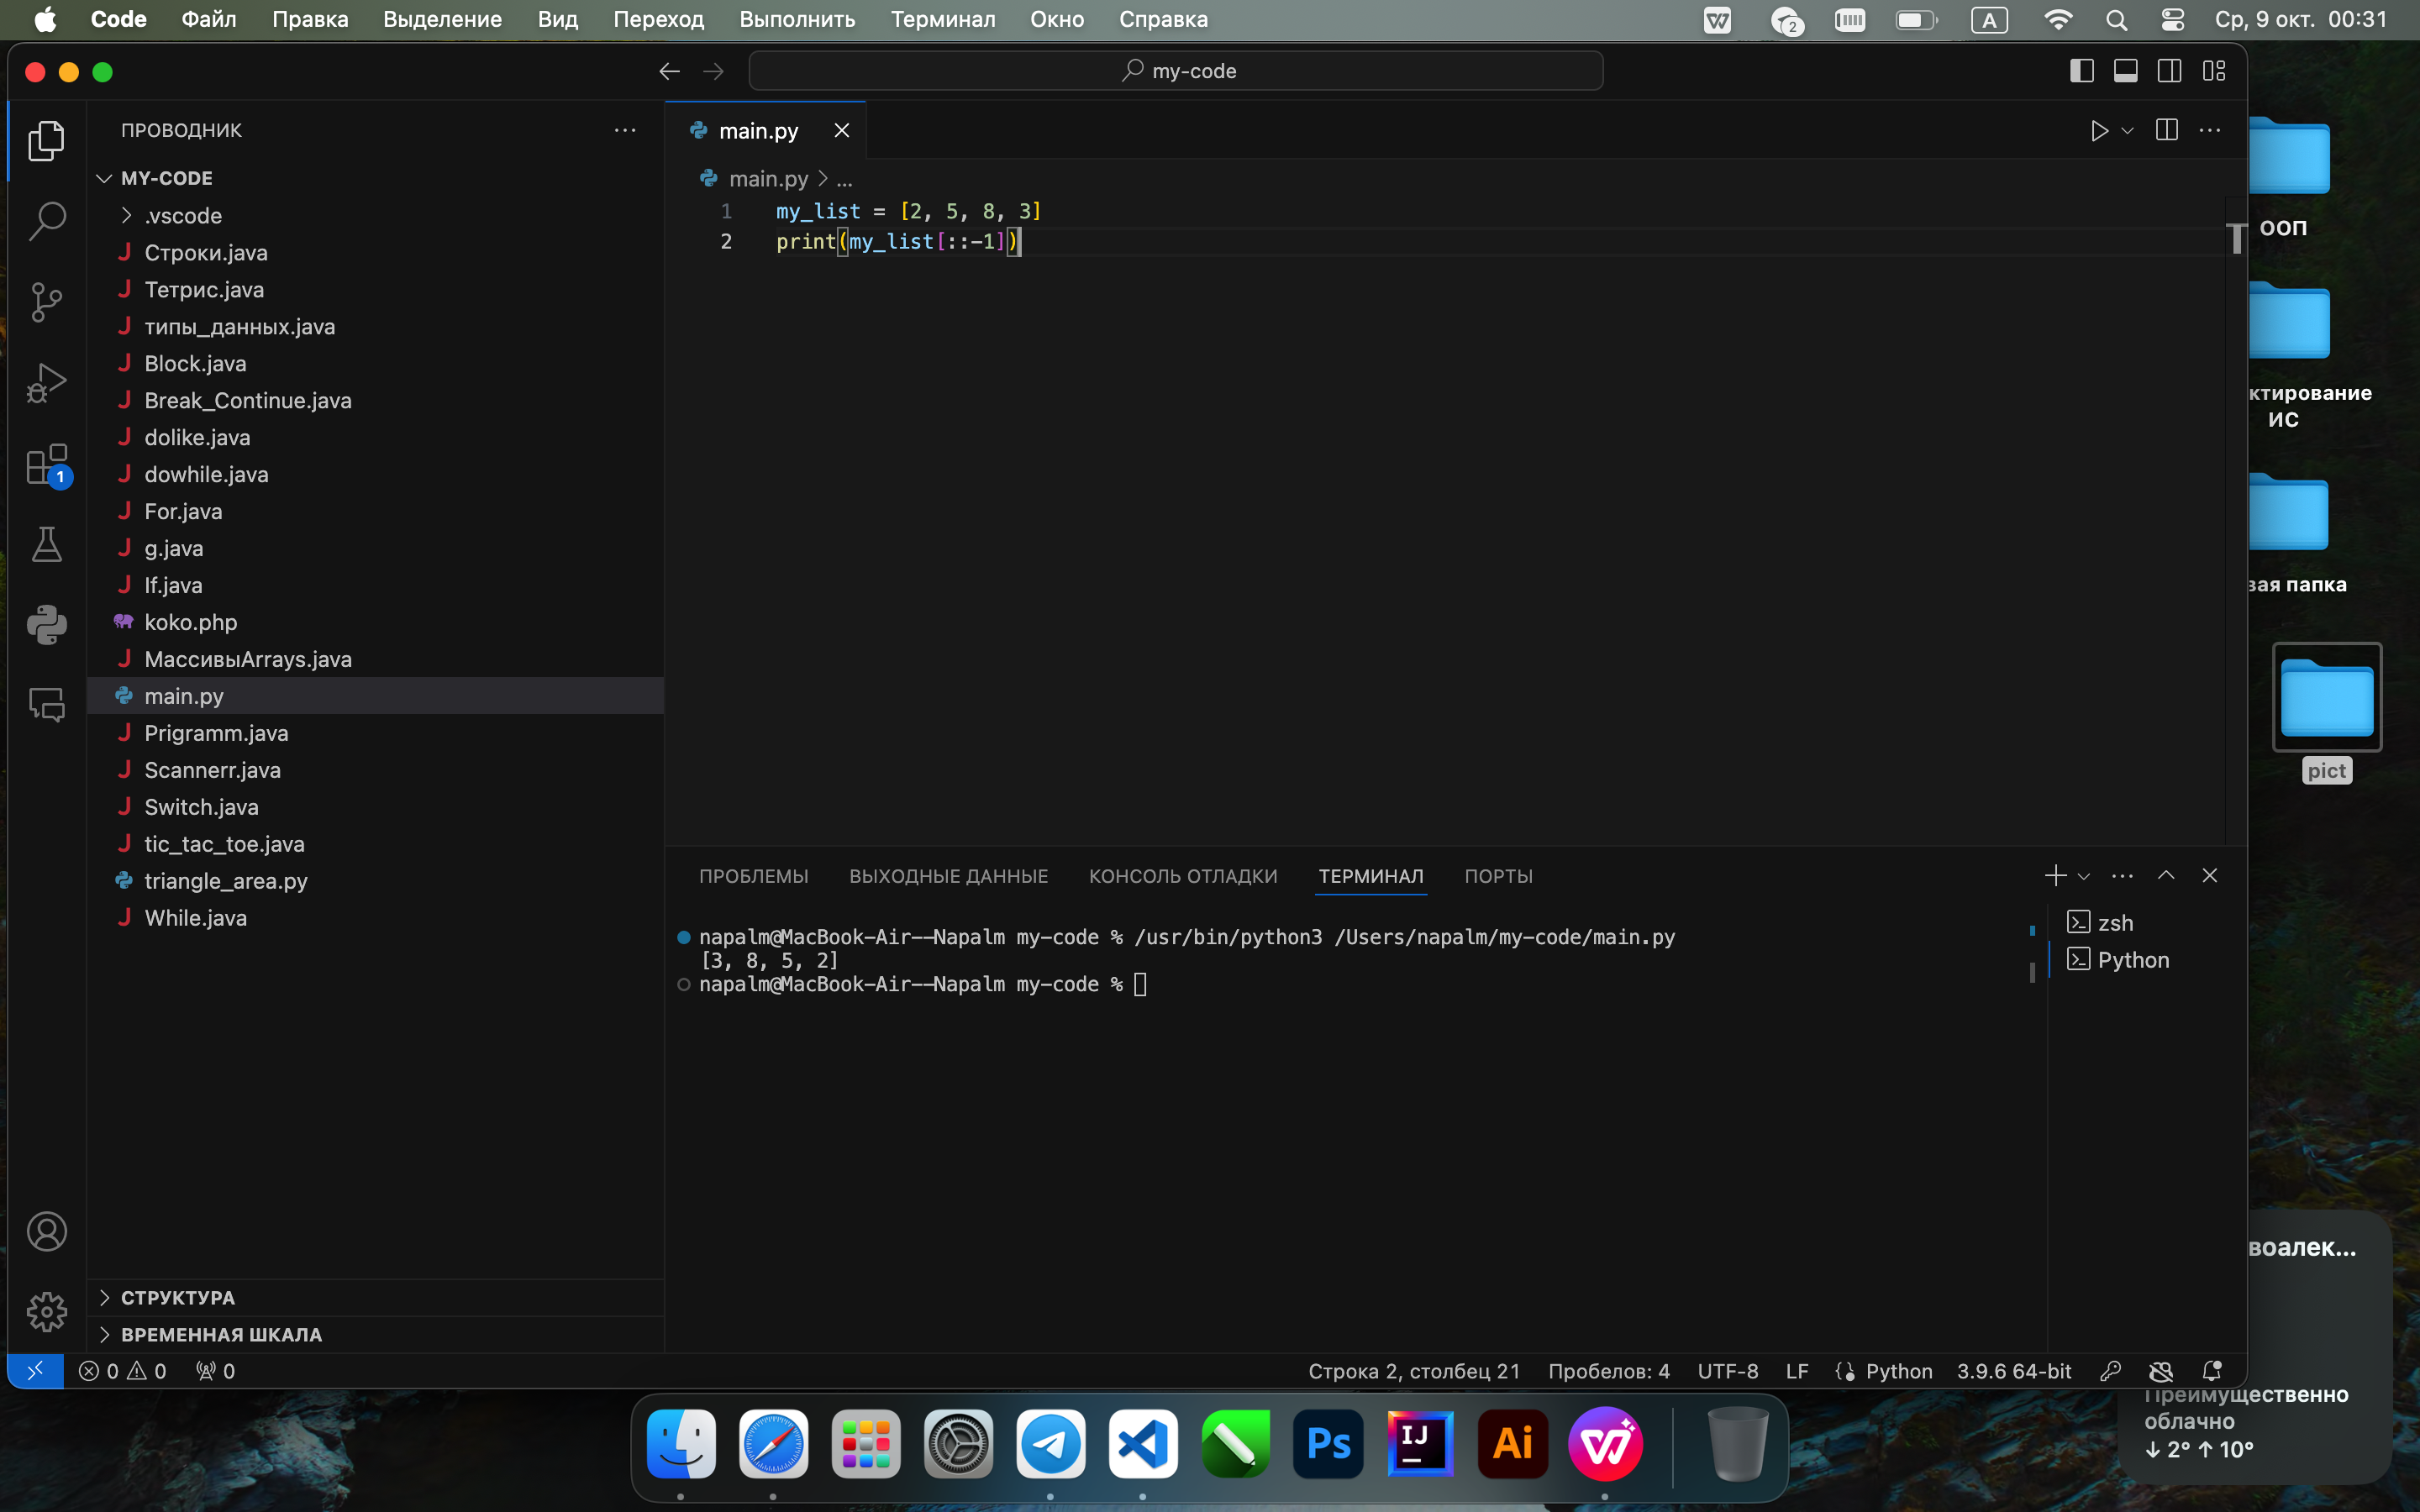 Code Файл Правка Выделение Вид Переход Выполнить Терминал Окно Справка
2 A Ср, 9 окт. 00:31
my-code
ПРОВОДНИК
MY-CODE
.vscode
Строки.java
Тетрис.java
типы_данных.java
Block.java
Break_Continue.java
dolike.java
dowhile.java
For.java
g.java
If.java
koko.php
МассивыArrays.java
main.py
Prigramm.java
Scannerr.java
Switch.java
tic_tac_toe.java
triangle_area.py
While.java
1
СТРУКТУРА
ВРЕМЕННАЯ ШКАЛА
main.py
main.py > ...
1 my_list = [2, 5, 8, 3]
2 print(my_list[::-1])
ПРОБЛЕМЫ ВЫХОДНЫЕ ДАННЫЕ КОНСОЛЬ ОТЛАДКИ ТЕРМИНАЛ ПОРТЫ
napalm@MacBook-Air--Napalm my-code % /usr/bin/python3 /Users/napalm/my-code/main.py
[3, 8, 5, 2]
napalm@MacBook-Air--Napalm my-code %
zsh
Python
0 0 0
Строка 2, столбец 21 Пробелов: 4 UTF-8 LF Python 3.9.6 64-bit
ООП
ктирование
ИС
вая папка
pict
воалек...
Преимущественно
облачно
↓ 2° ↑ 10°
Ps IJ Ai